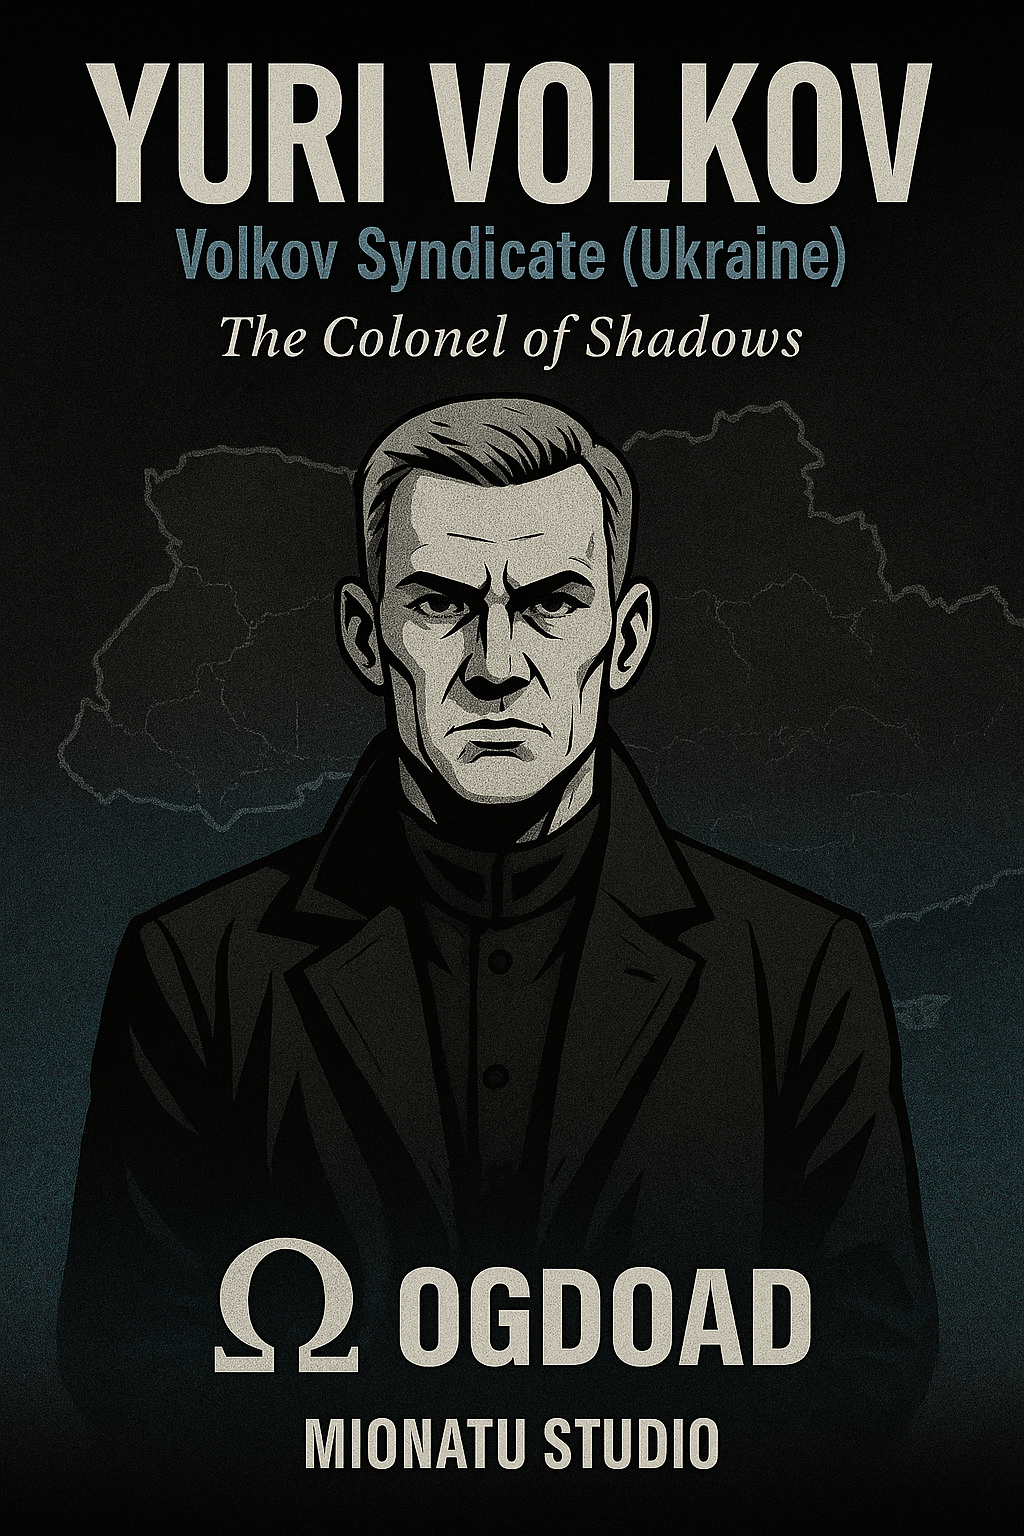 YURI VOLKOV
Volkov Syndicate (Ukraine)
The Colonel of Shadows
Ω OGDOAD
MIONATU STUDIO